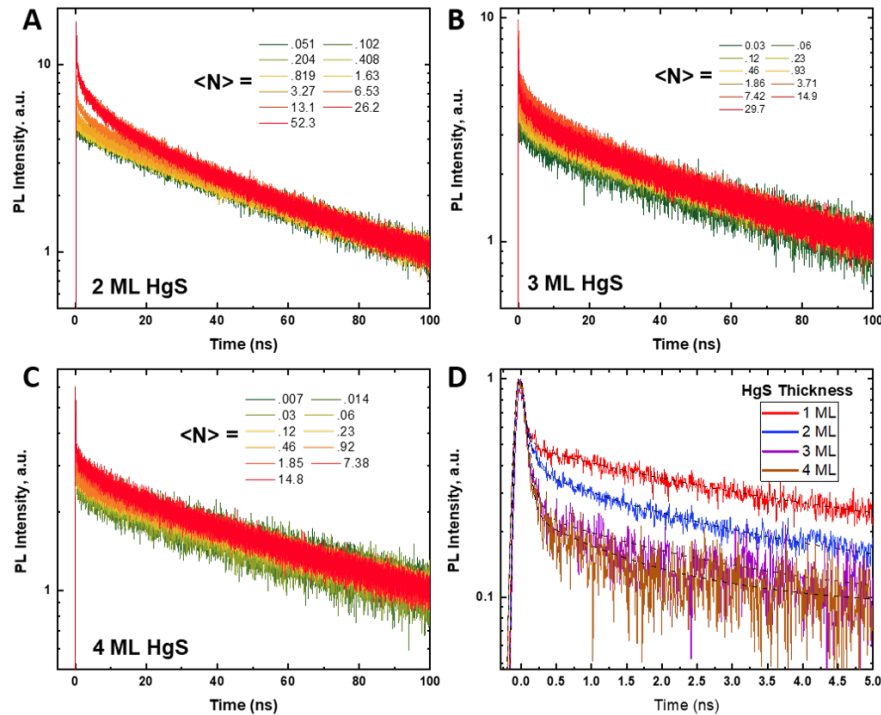 A
<N> =
.051 .102
.204 .408
.819 1.63
3.27 6.53
13.1 26.2
52.3
10
1
PL Intensity, a.u.
2 ML HgS
0 20 40 60 80 100
Time (ns)
B
<N> =
0.03 .06
.12 .23
.46 .93
1.86 3.71
7.42 14.9
29.7
10
1
PL Intensity, a.u.
3 ML HgS
0 20 40 60 80 100
Time (ns)
C
<N> =
.007 .014
.03 .06
.12 .23
.46 .92
1.85 7.38
14.8
1
PL Intensity, a.u.
4 ML HgS
0 20 40 60 80 100
Time (ns)
D
HgS Thickness
1 ML
2 ML
3 ML
4 ML
1
0.1
PL Intensity, a.u.
0.0 0.5 1.0 1.5 2.0 2.5 3.0 3.5 4.0 4.5 5.0
Time (ns)